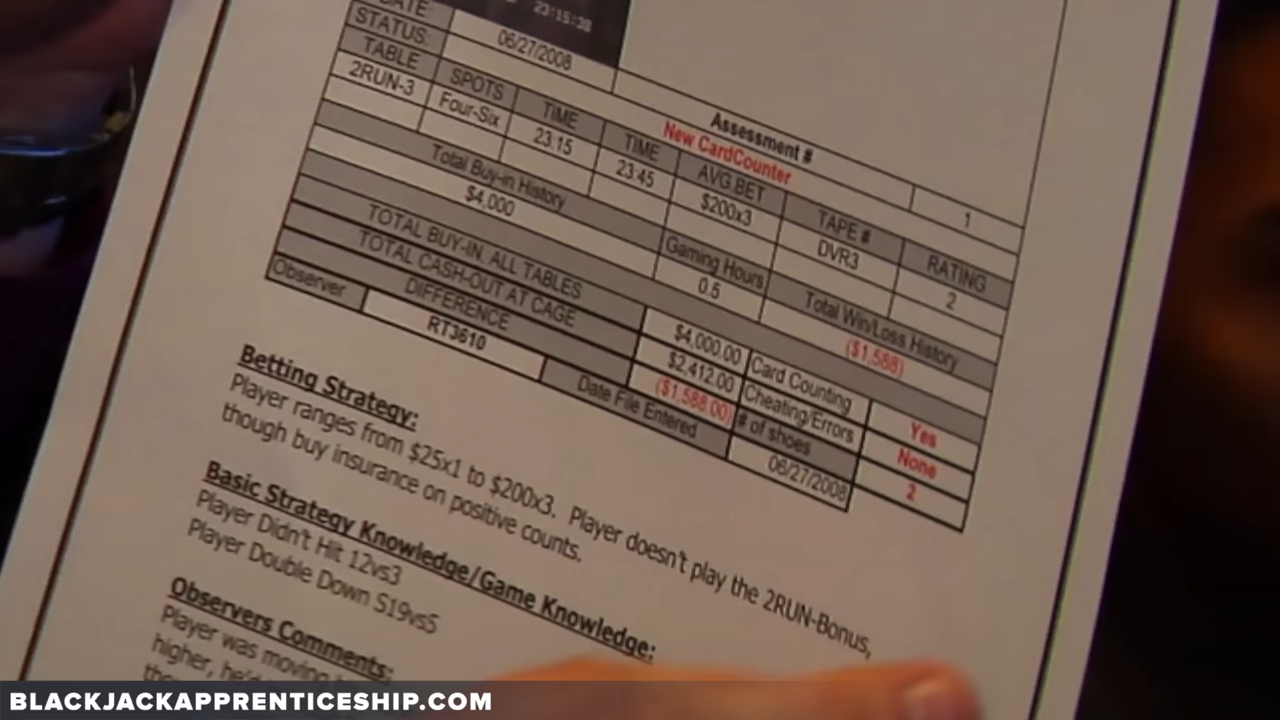 23:15:38
DATE:
06/27/2008
STATUS:
Assessment #
1
New CardCounter
TABLE SPOTS TIME TIME AVG.BET TAPE # RATING
2RUN-3 Four-Six 23:15 23:45 $200x3 DVR3 2
Total Buy-in History Gaming Hours Total Win/Loss History
$4,000 0.5 ($1,588)
TOTAL BUY-IN. ALL TABLES $4,000.00 Card Counting Yes
TOTAL CASH-OUT AT CAGE $2,412.00 Cheating/Errors None
DIFFERENCE ($1,588.00) # of shoes 2
Observer RT3610 Date File Entered 06/27/2008
Betting Strategy:
Player ranges from $25x1 to $200x3. Player doesn't play the 2RUN-Bonus,
though buy insurance on positive counts.
Basic Strategy Knowledge/Game Knowledge:
Player Didn't Hit 12vs3
Player Double Down S19vs5
Observers Comments:
Player was moving
higher, he'd
BLACKJACKAPPRENTICESHIP.COM